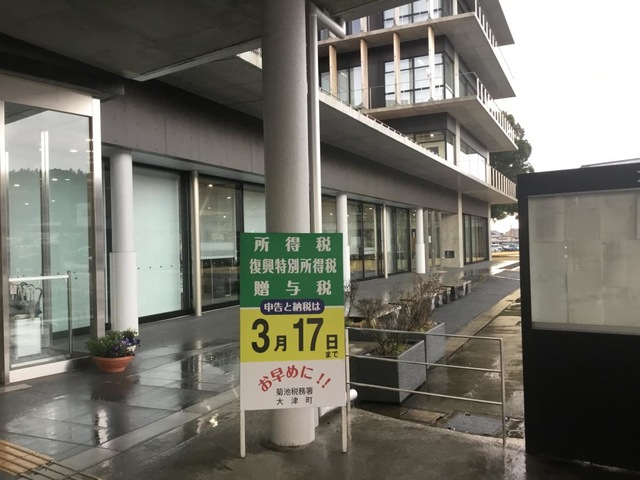 所得税
復興特別所得税
贈与税
申告と納税は
3月17日まで
お早めに!!
菊池税務署
大津町